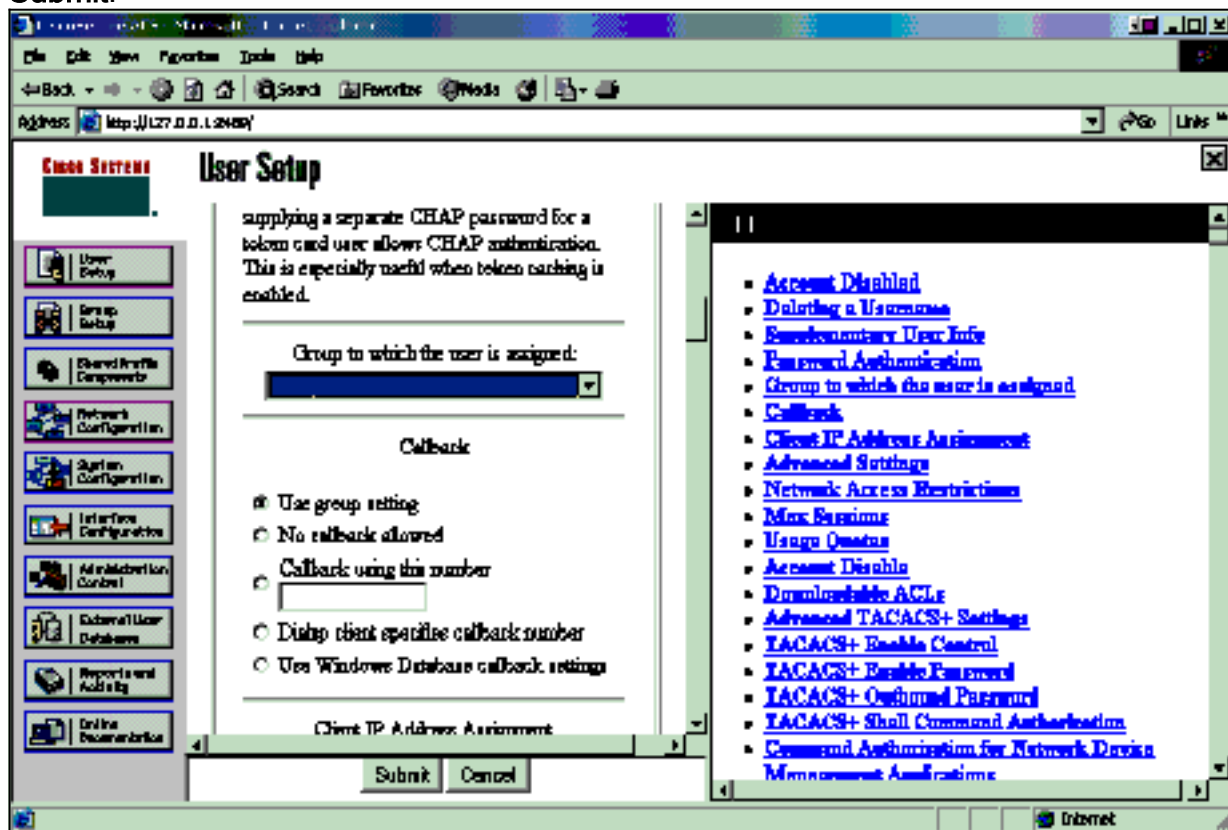 Submit.
File Edit View Favorites Tools Help
Back Search Favorites Media
Address http://127.0.0.1:2469/ Go Links
CISCO SYSTEMS
User Setup
User Setup
Group Setup
Shared Profile Components
Network Configuration
System Configuration
Interface Configuration
Administration Control
External User Databases
Reports and Activity
Online Documentation
supplying a separate CHAP password for a
token card user allows CHAP authentication.
This is especially useful when token caching is
enabled.
Group to which the user is assigned:
Callback
Use group setting
No callback allowed
Callback using this number
Dialup client specifies callback number
Use Windows Database callback settings
Client IP Address Assignment
Submit Cancel
Account Disabled
Deleting a Username
Supplementary User Info
Password Authentication
Group to which the user is assigned
Callback
Client IP Address Assignment
Advanced Settings
Network Access Restrictions
Max Sessions
Usage Quotas
Account Disable
Downloadable ACLs
Advanced TACACS+ Settings
TACACS+ Enable Control
TACACS+ Enable Password
TACACS+ Outbound Password
TACACS+ Shell Command Authorization
Command Authorization for Network Device
Management Applications
Internet